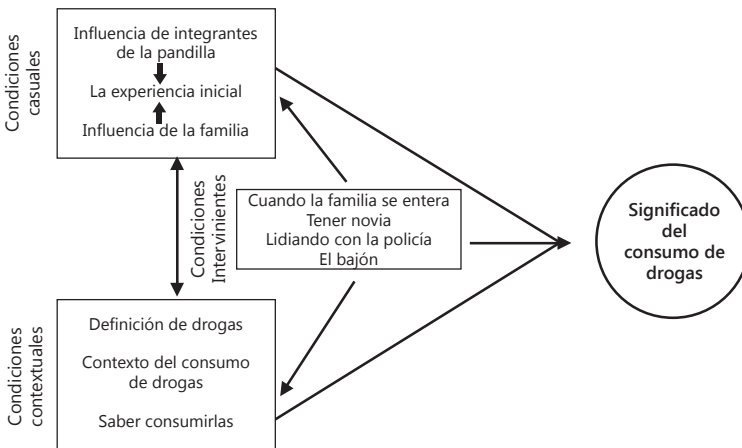 Condiciones
casuales
Influencia de integrantes
de la pandilla
La experiencia inicial
Influencia de la familia
Condiciones
Intervinientes
Cuando la familia se entera
Tener novia
Lidiando con la policía
El bajón
Significado
del
consumo de
drogas
Condiciones
contextuales
Definición de drogas
Contexto del consumo
de drogas
Saber consumirlas